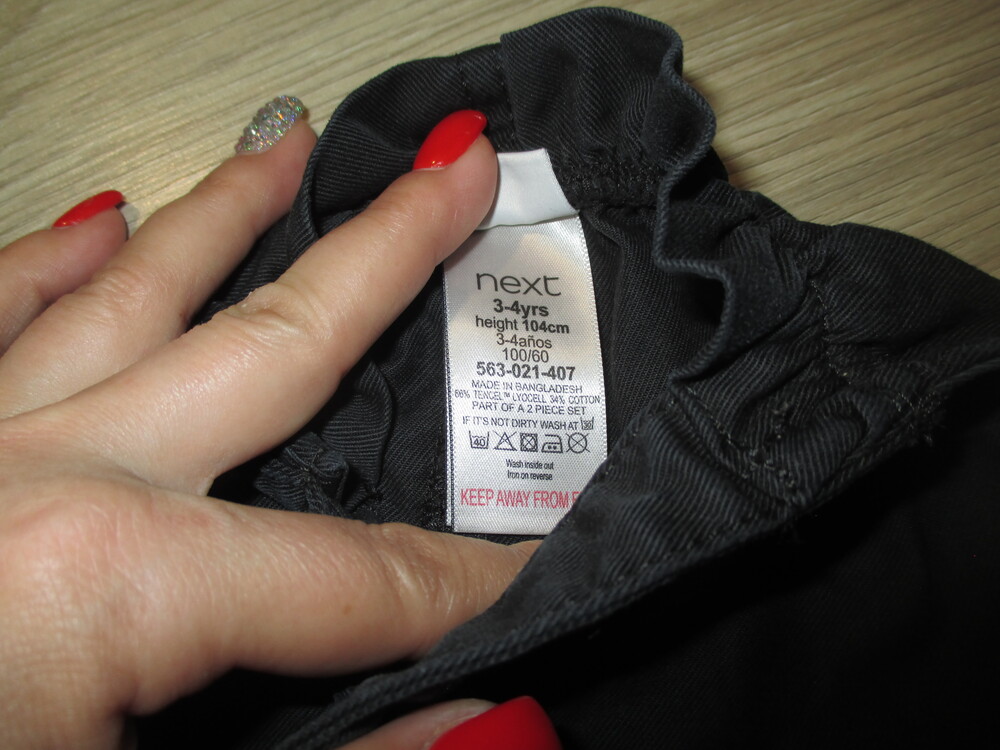 next
3-4yrs
height 104cm
3-4años
100/60
563-021-407
MADE IN BANGLADESH
66% TENCEL™ LYOCELL 34% COTTON
PART OF A 2 PIECE SET
IF IT'S NOT DIRTY WASH AT 30
40
Wash inside out
Iron on reverse
KEEP AWAY FROM F